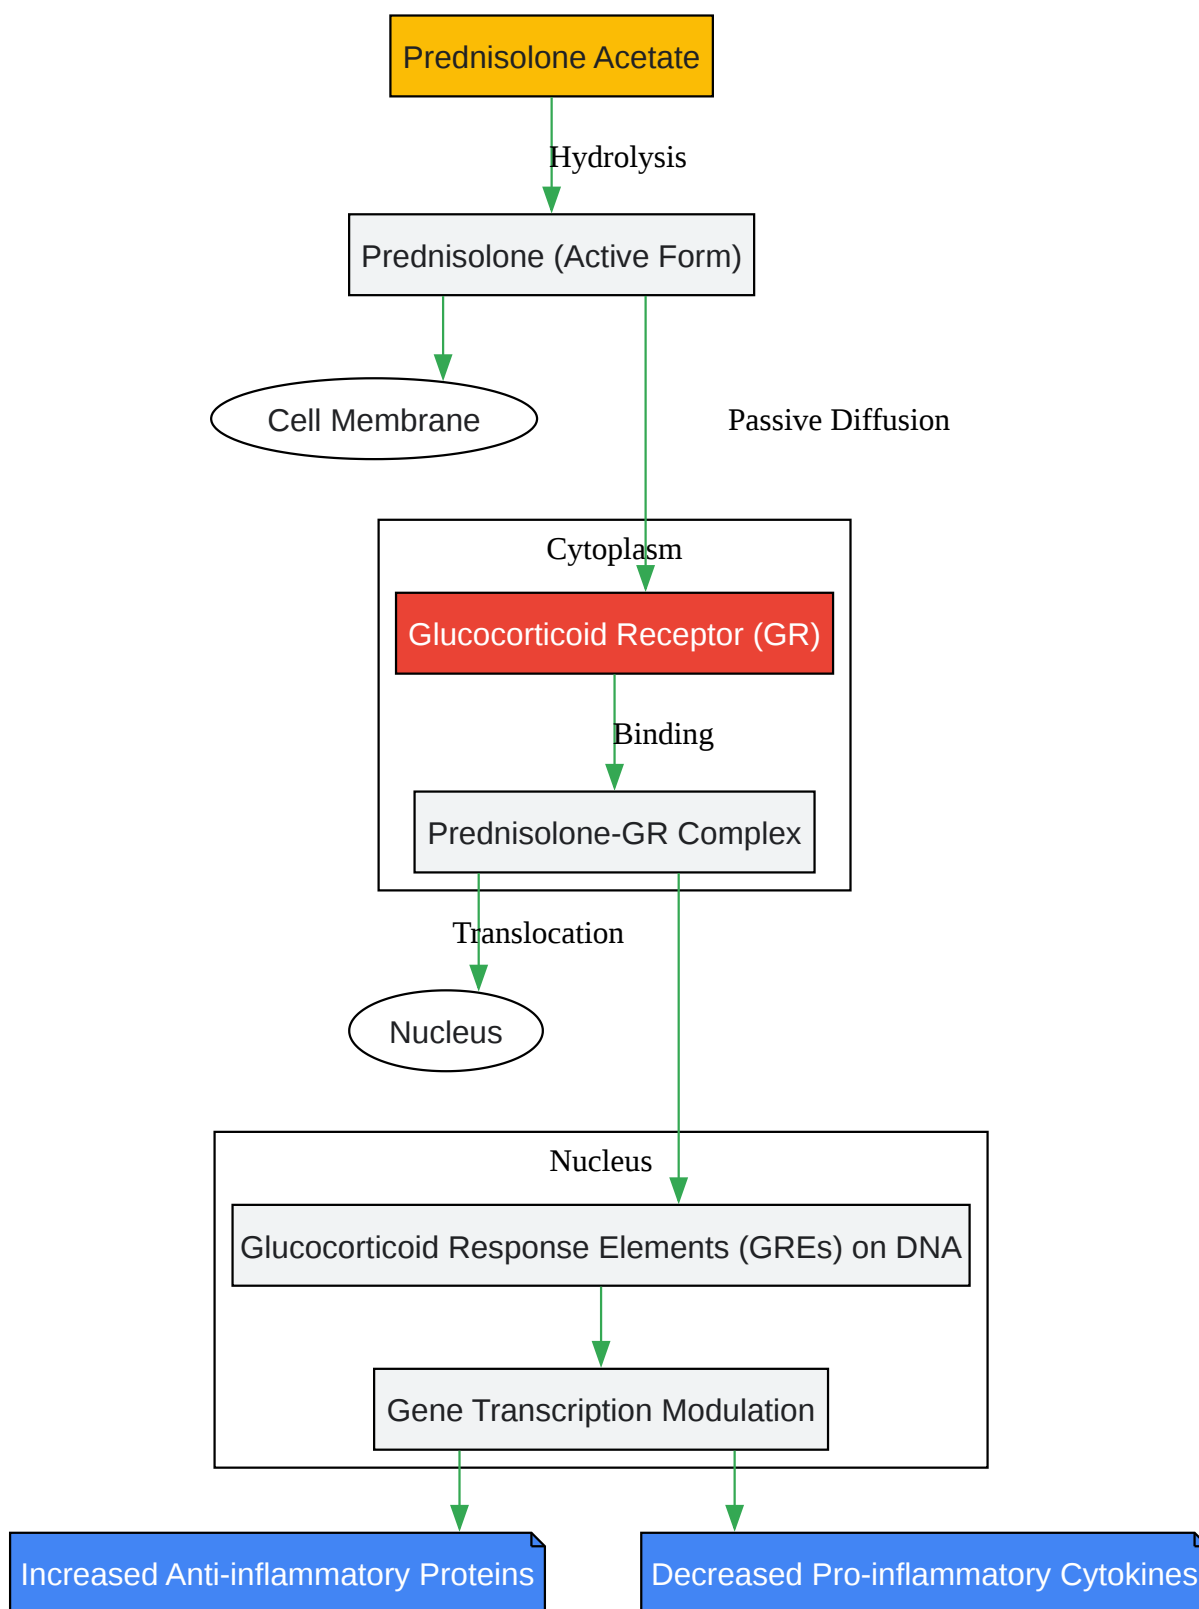 Prednisolone Acetate
Hydrolysis
Prednisolone (Active Form)
Cell Membrane
Passive Diffusion
Cytoplasm
Glucocorticoid Receptor (GR)
Binding
Prednisolone-GR Complex
Translocation
Nucleus
Nucleus
Glucocorticoid Response Elements (GREs) on DNA
Gene Transcription Modulation
Increased Anti-inflammatory Proteins
Decreased Pro-inflammatory Cytokines